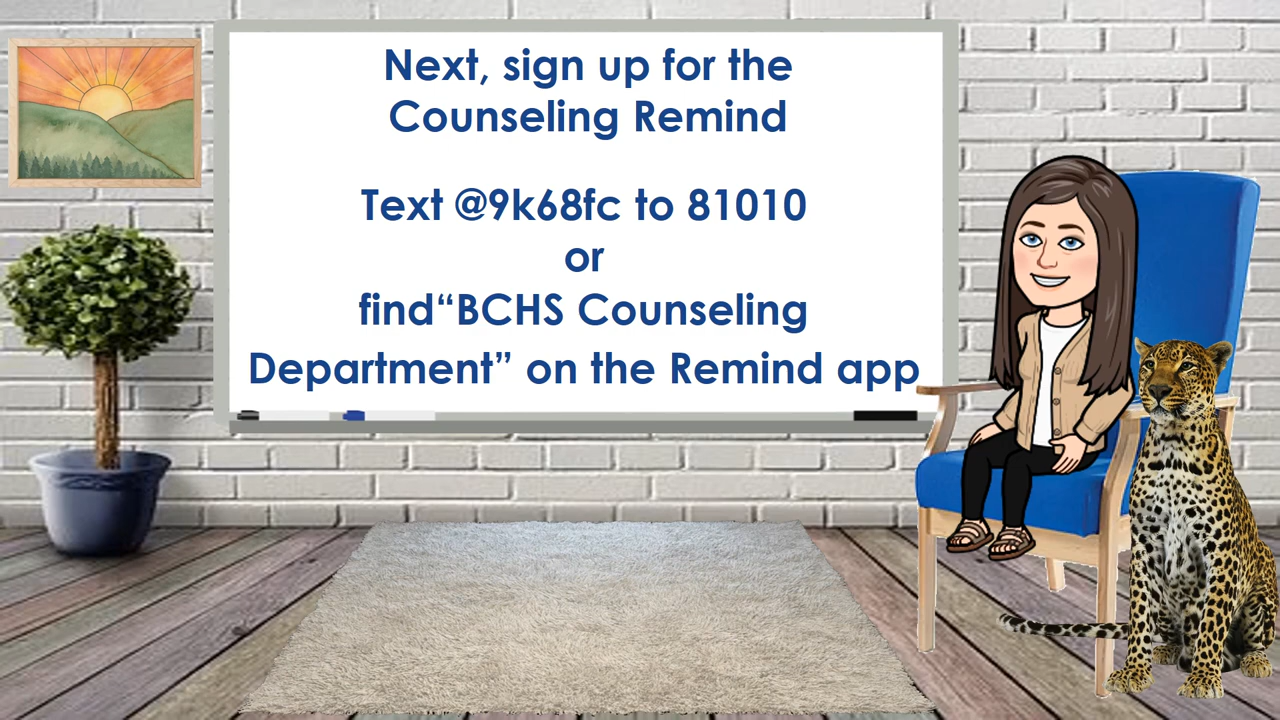 Next, sign up for the
Counseling Remind
Text @9k68fc to 81010
or
find“BCHS Counseling
Department” on the Remind app